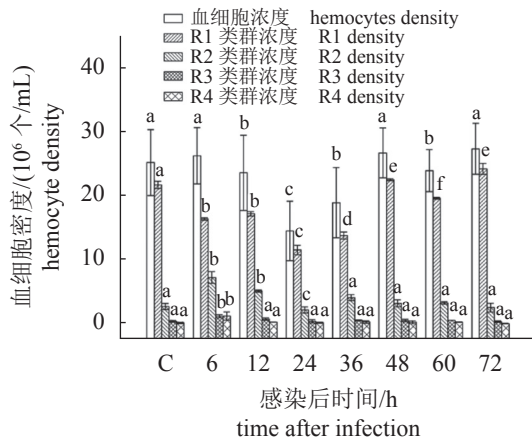 血细胞浓度 hemocytes density
R1 类群浓度 R1 density
R2 类群浓度 R2 density
R3 类群浓度 R3 density
R4 类群浓度 R4 density
血细胞密度/(10⁶ 个/mL)
hemocyte density
40
30
20
10
0
a a b c b a b a
a b b c d e f e
a b b c a a a a
a b a a a a a a
a b a a a a a a
C 6 12 24 36 48 60 72
感染后时间/h
time after infection